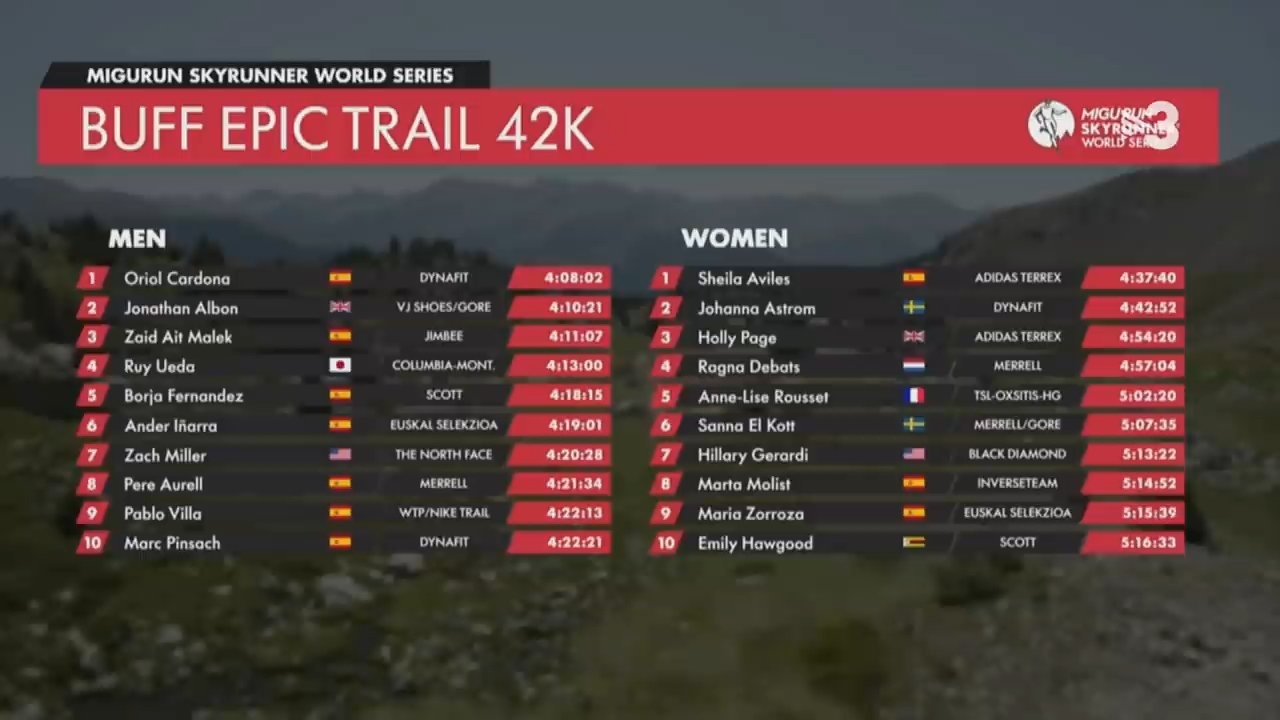 MIGURUN SKYRUNNER WORLD SERIES
BUFF EPIC TRAIL 42K
MIGURUN
SKYRUNNER
WORLD SERIES
3
MEN
1 Oriol Cardona DYNAFIT 4:08:02
2 Jonathan Albon VJ SHOES/GORE 4:10:21
3 Zaid Ait Malek JIMBEE 4:11:07
4 Ruy Ueda COLUMBIA-MONT. 4:13:00
5 Borja Fernandez SCOTT 4:18:15
6 Ander Iñarra EUSKAL SELEKZIOA 4:19:01
7 Zach Miller THE NORTH FACE 4:20:28
8 Pere Aurell MERRELL 4:21:34
9 Pablo Villa WTP/NIKE TRAIL 4:22:13
10 Marc Pinsach DYNAFIT 4:22:21
WOMEN
1 Sheila Aviles ADIDAS TERREX 4:37:40
2 Johanna Astrom DYNAFIT 4:42:52
3 Holly Page ADIDAS TERREX 4:54:20
4 Ragna Debats MERRELL 4:57:04
5 Anne-Lise Rousset TSL-OXSITIS-HG 5:02:20
6 Sanna El Kott MERRELL/GORE 5:07:35
7 Hillary Gerardi BLACK DIAMOND 5:13:22
8 Marta Molist INVERSETEAM 5:14:52
9 Maria Zorroza EUSKAL SELEKZIOA 5:15:39
10 Emily Hawgood SCOTT 5:16:33